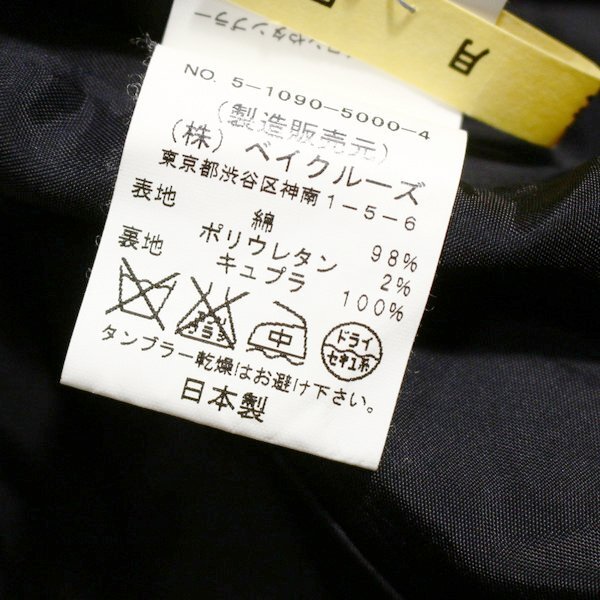 月
NO. 5-1090-5000-4
(製造販売元)
(株) ベイクルーズ
東京都渋谷区神南1-5-6
表地 綿 98%
ポリウレタン 2%
裏地 キュプラ 100%
中
ドライ
セキユ系
タンブラー乾燥はお避け下さい。
日本製